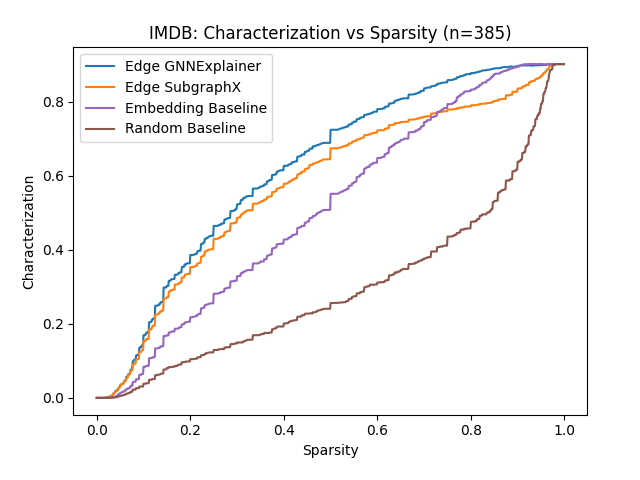 IMDB: Characterization vs Sparsity (n=385)
Edge GNNExplainer
Edge SubgraphX
Embedding Baseline
Random Baseline
Characterization
0.8
0.6
0.4
0.2
0.0
0.0 0.2 0.4 0.6 0.8 1.0
Sparsity